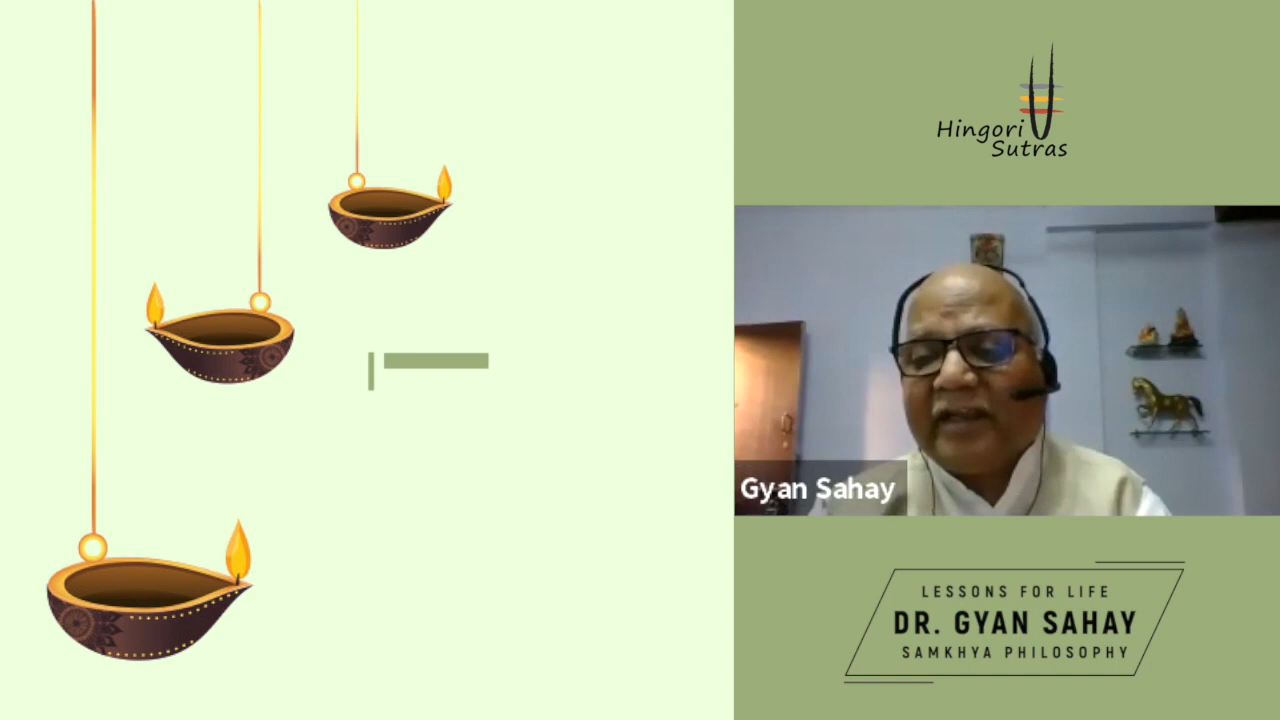 Hingori
Sutras
Gyan Sahay
LESSONS FOR LIFE
DR. GYAN SAHAY
SAMKHYA PHILOSOPHY